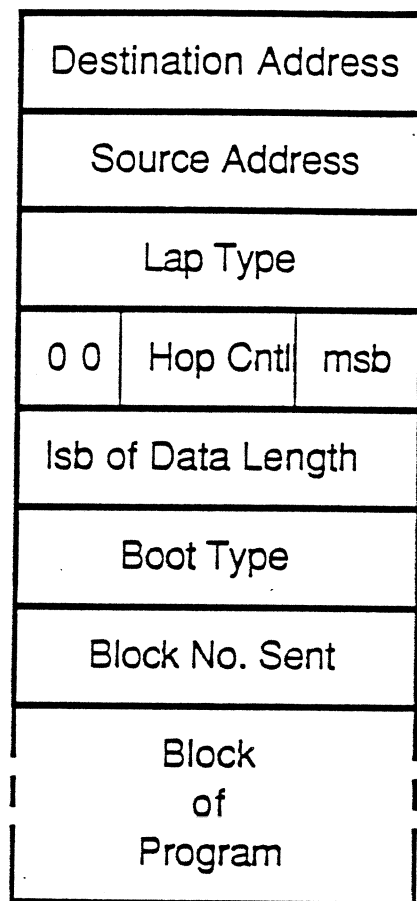 Destination Address
Source Address
Lap Type
0 0 Hop Cntl msb
lsb of Data Length
Boot Type
Block No. Sent
Block
of
Program